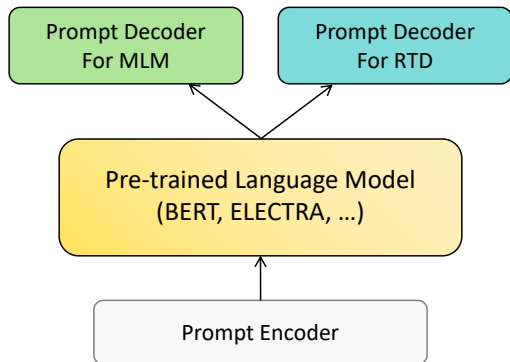 Prompt Decoder
For MLM
Prompt Decoder
For RTD
Pre-trained Language Model
(BERT, ELECTRA, …)
Prompt Encoder